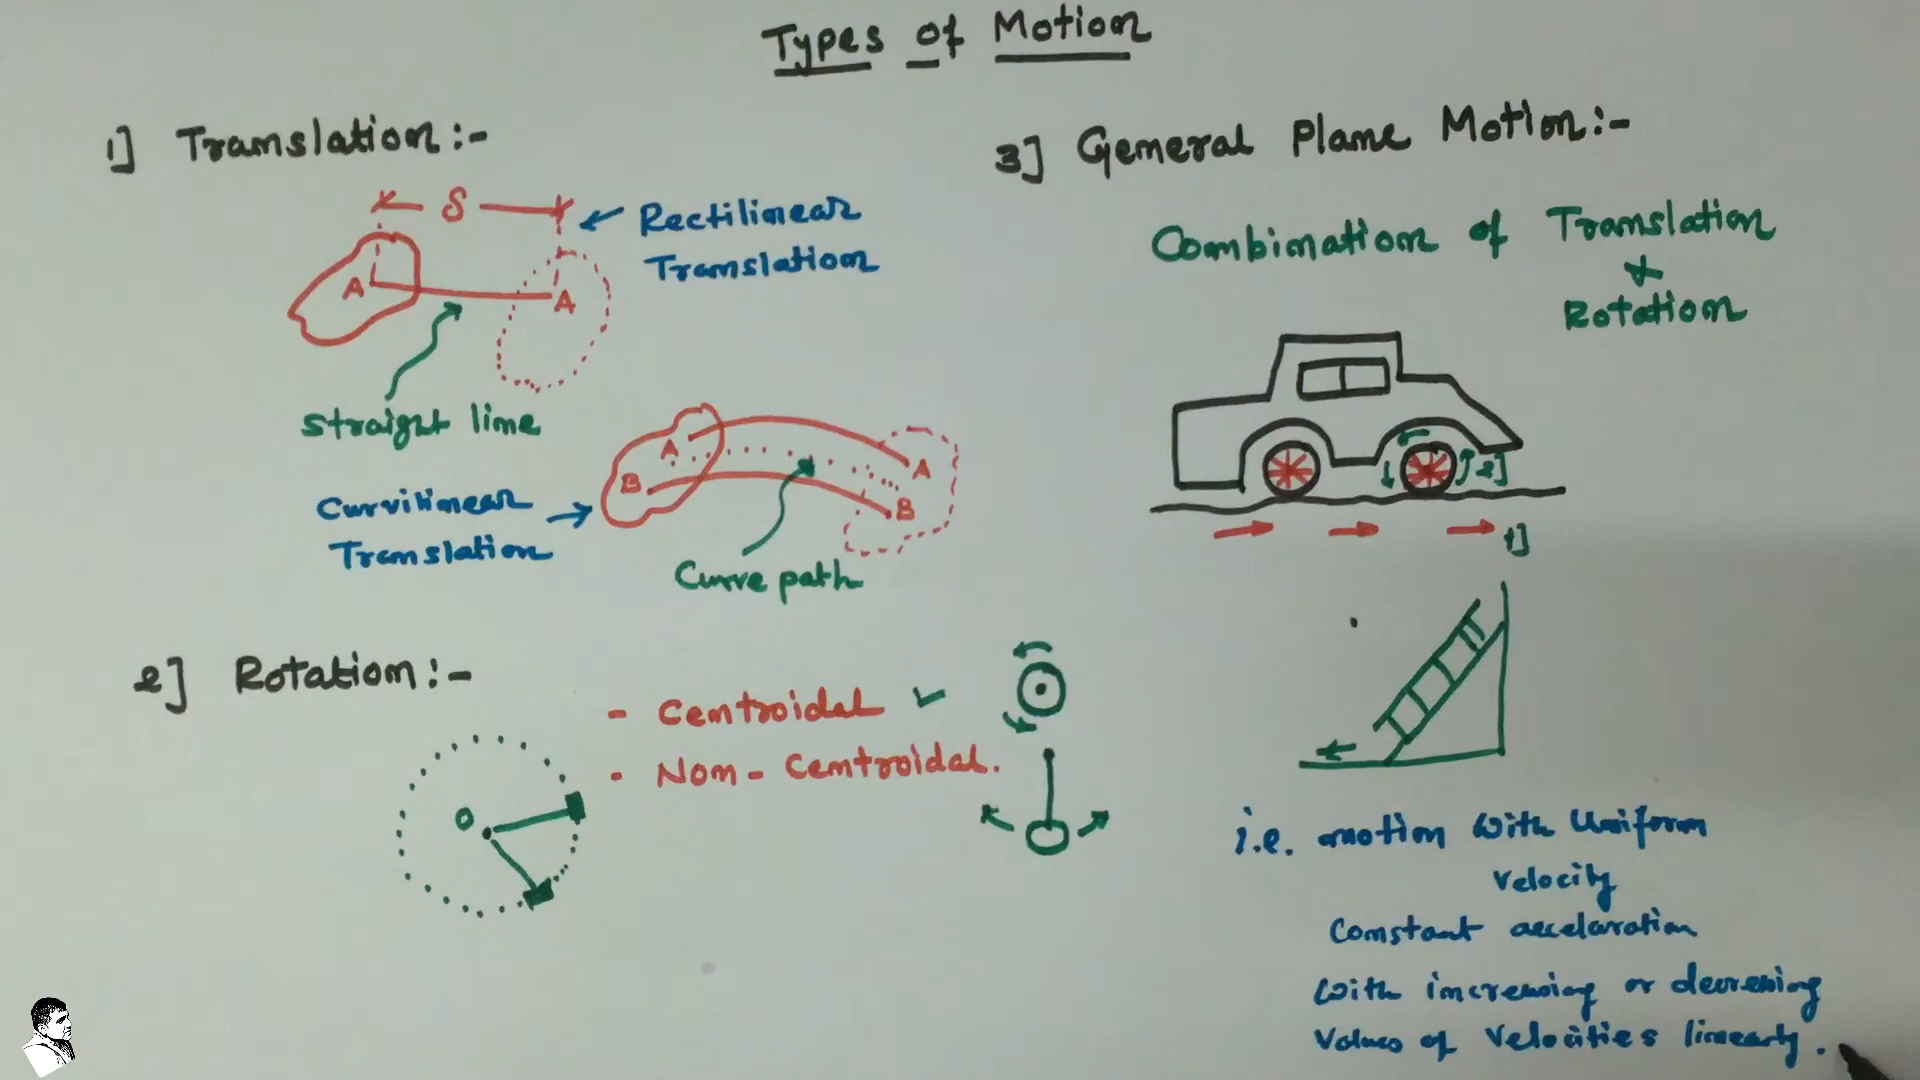 Types of Motion
1] Translation:-
S
Rectilinear
Translation
A
A
Straight line
A
B
A
B
Curvilinear
Translation
Curve path
2] Rotation:-
- Centroidal ✓
- Non-Centroidal.
O
3] General Plane Motion:-
Combination of Translation
&
Rotation
2]
1]
i.e. motion with Uniform
Velocity
Constant accelaration
With increasing or decreasing
Values of Velocities linearly.